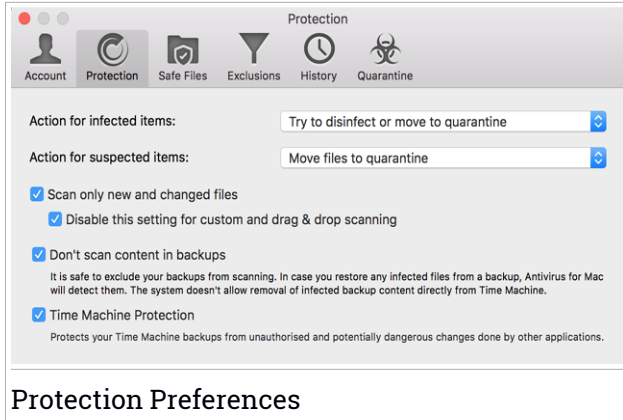 Protection
Account Protection Safe Files Exclusions History Quarantine
Action for infected items: Try to disinfect or move to quarantine
Action for suspected items: Move files to quarantine
Scan only new and changed files
Disable this setting for custom and drag & drop scanning
Don't scan content in backups
It is safe to exclude your backups from scanning. In case you restore any infected files from a backup, Antivirus for Mac
will detect them. The system doesn't allow removal of infected backup content directly from Time Machine.
Time Machine Protection
Protects your Time Machine backups from unauthorised and potentially dangerous changes done by other applications.
Protection Preferences